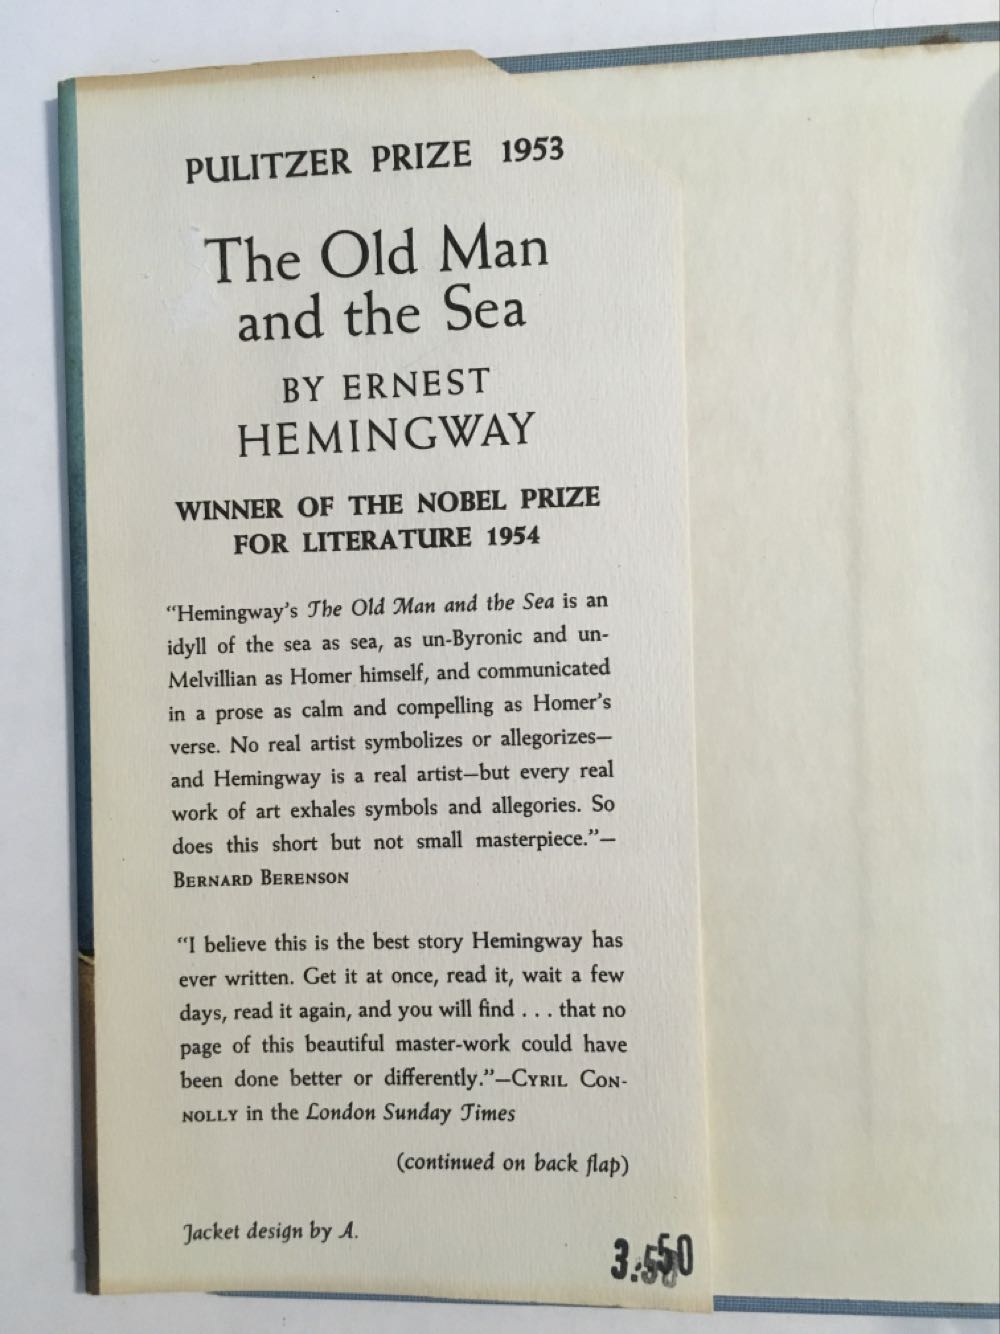 PULITZER PRIZE 1953
The Old Man
and the Sea
BY ERNEST
HEMINGWAY
WINNER OF THE NOBEL PRIZE
FOR LITERATURE 1954
“Hemingway’s The Old Man and the Sea is an
idyll of the sea as sea, as un-Byronic and un-
Melvillian as Homer himself, and communicated
in a prose as calm and compelling as Homer’s
verse. No real artist symbolizes or allegorizes—
and Hemingway is a real artist—but every real
work of art exhales symbols and allegories. So
does this short but not small masterpiece.”—
BERNARD BERENSON
“I believe this is the best story Hemingway has
ever written. Get it at once, read it, wait a few
days, read it again, and you will find . . . that no
page of this beautiful master-work could have
been done better or differently.”—CYRIL CON-
NOLLY in the London Sunday Times
(continued on back flap)
Jacket design by A.